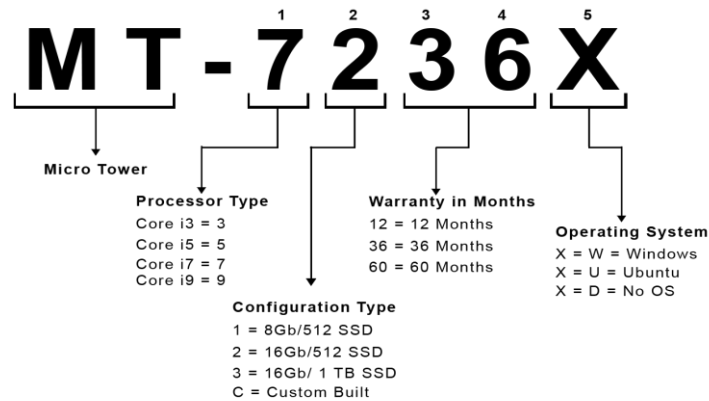 1 2 3 4 5
MT-7236X
Micro Tower
Processor Type
Core i3 = 3
Core i5 = 5
Core i7 = 7
Core i9 = 9
Configuration Type
1 = 8Gb/512 SSD
2 = 16Gb/512 SSD
3 = 16Gb/ 1 TB SSD
C = Custom Built
Warranty in Months
12 = 12 Months
36 = 36 Months
60 = 60 Months
Operating System
X = W = Windows
X = U = Ubuntu
X = D = No OS